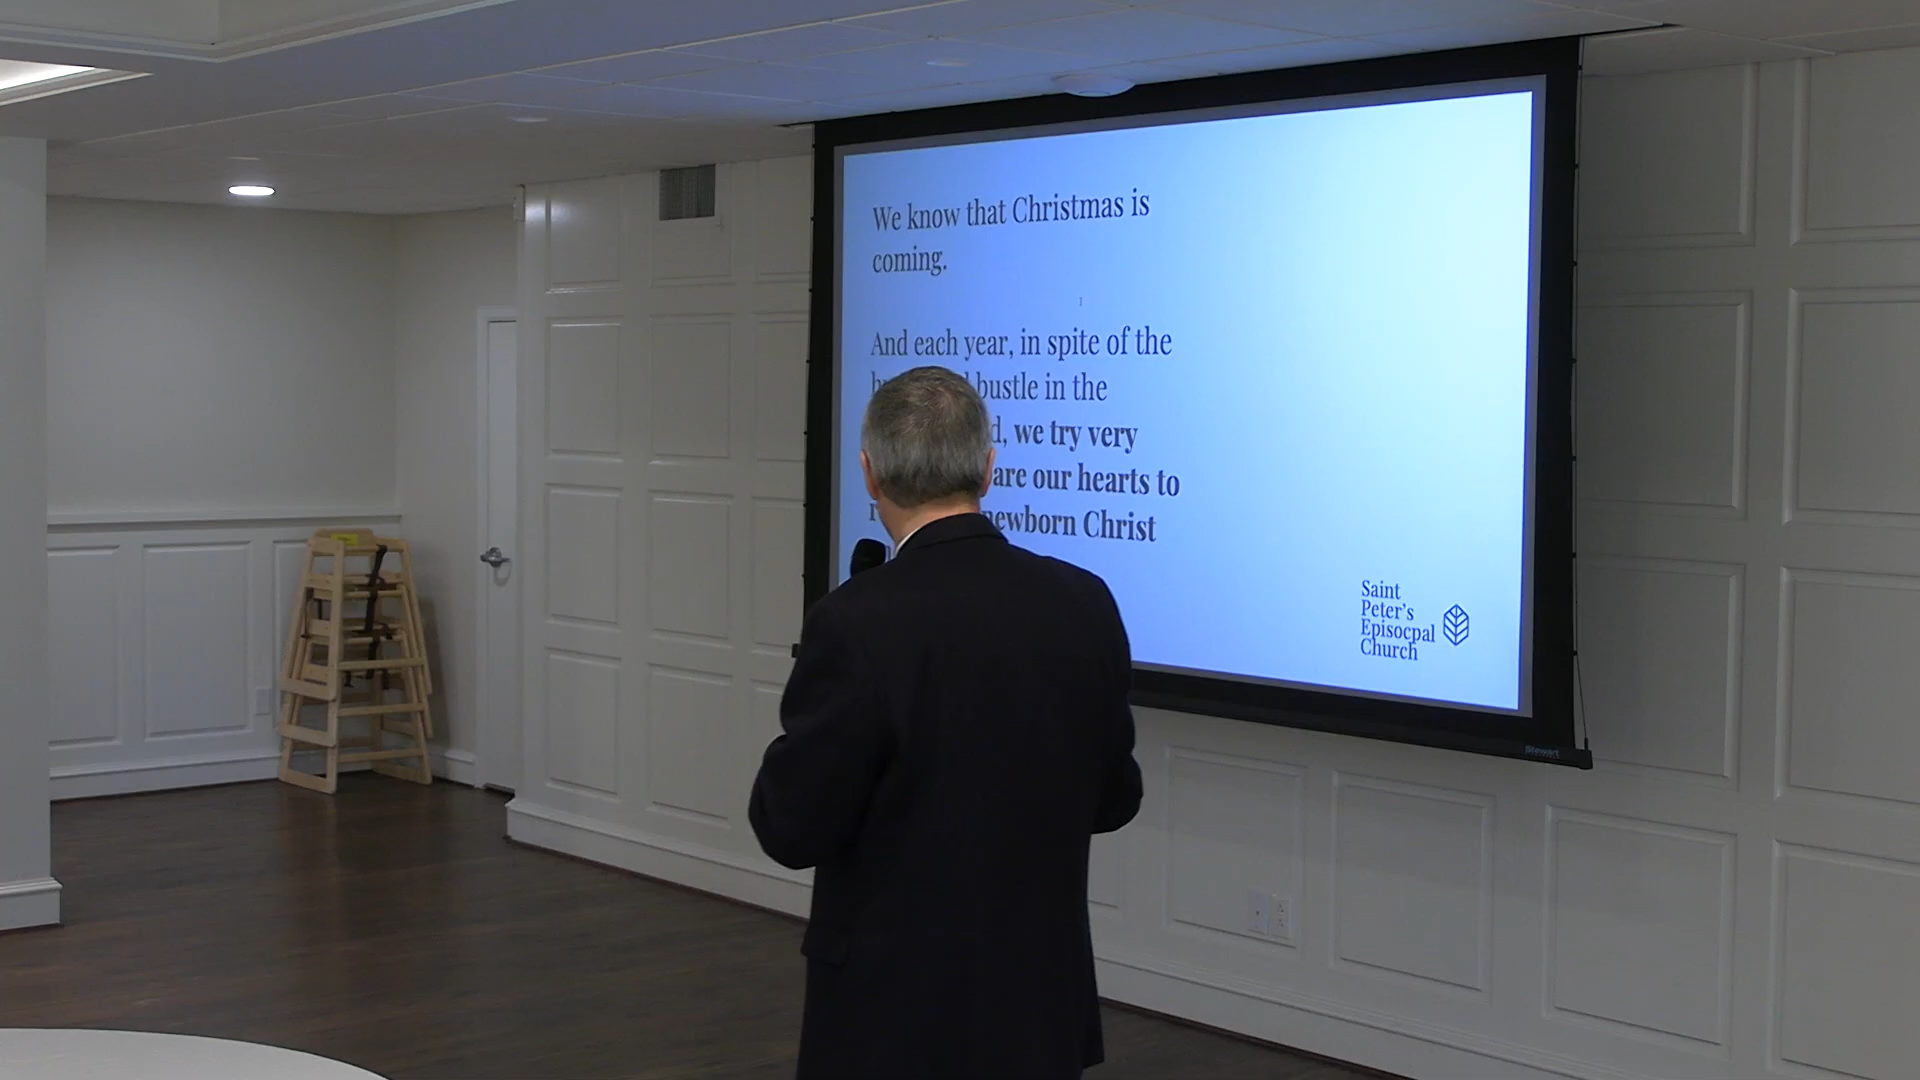 We know that Christmas is
coming.
And each year, in spite of the
bustle in the
we try very
our hearts to
newborn Christ
Saint
Peter's
Episocpal
Church
Stewart